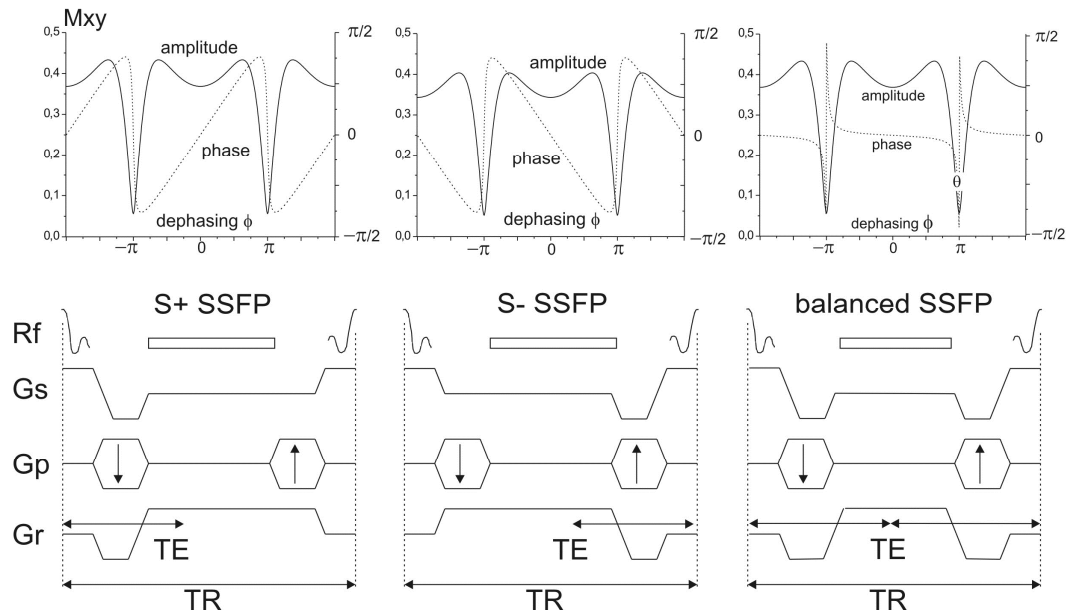 Mxy
0,5 0,4 0,3 0,2 0,1 0,0
amplitude
phase
dephasing ϕ
π/2 0 −π/2
−π 0 π
0,5 0,4 0,3 0,2 0,1 0,0
amplitude
phase
dephasing ϕ
π/2 0 −π/2
−π 0 π
0,5 0,4 0,3 0,2 0,1 0,0
amplitude
phase
θ
dephasing ϕ
π/2 0 −π/2
−π 0 π
S+ SSFP S- SSFP balanced SSFP
Rf
Gs
Gp
Gr
TE TE TE
TR TR TR